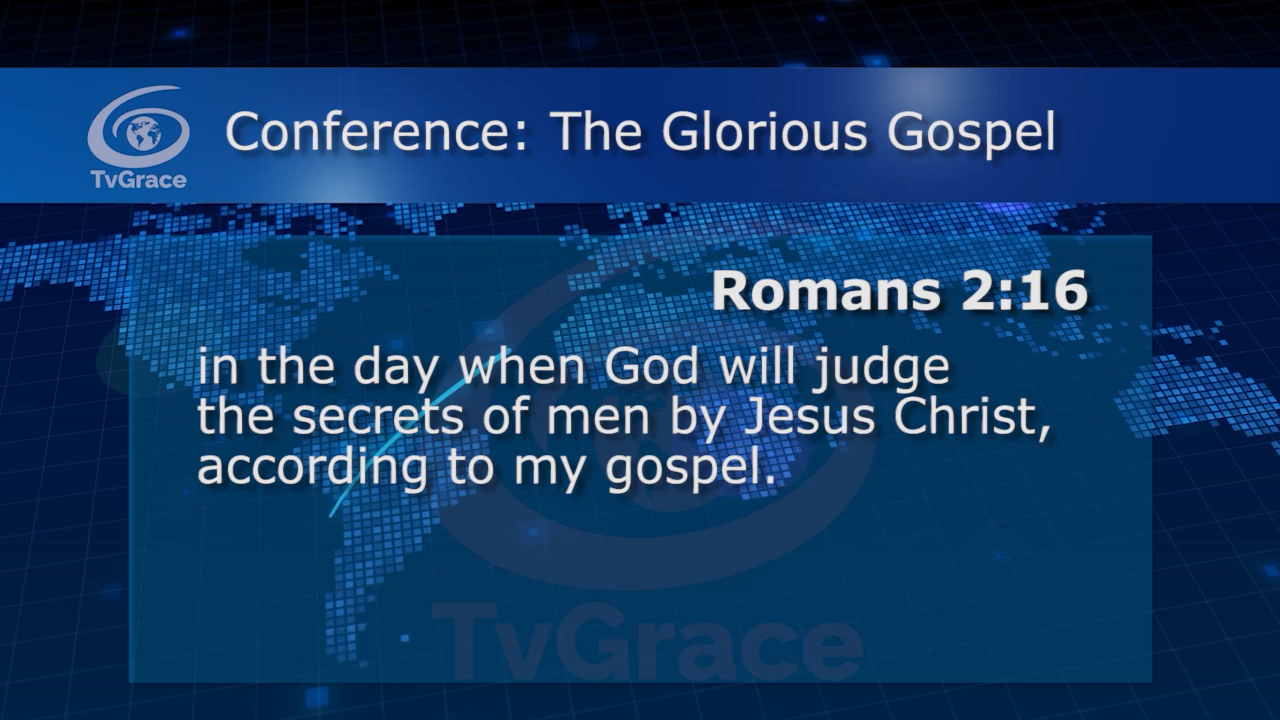 Conference: The Glorious Gospel
TvGrace
Romans 2:16
in the day when God will judge
the secrets of men by Jesus Christ,
according to my gospel.
TvGrace